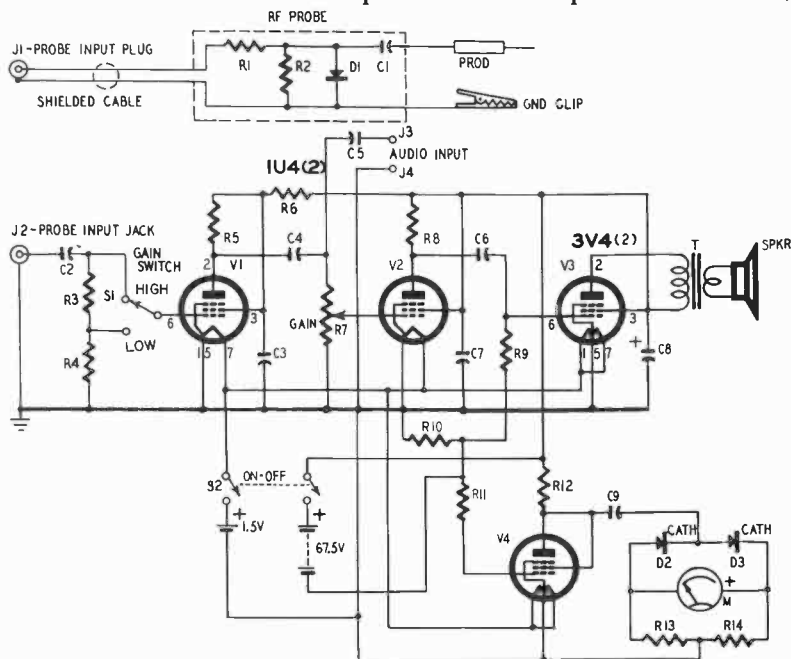 RF PROBE
J1-PROBE INPUT PLUG
R1
R2
D1
C1
PROD
SHIELDED CABLE
GND CLIP
C5
J3
AUDIO INPUT
J4
1U4(2)
R6
J2-PROBE INPUT JACK
C2
GAIN SWITCH
S1
HIGH
LOW
R3
R4
R5
2
V1
6
3
1
5
7
C3
C4
GAIN
R7
R8
V2
C6
C7
R9
3V4(2)
V3
2
6
3
1
5
7
T
SPKR
+
C8
R10
S2
ON-OFF
+
1.5V
+
67.5V
R11
R12
V4
C9
CATH
D2
CATH
D3
+
M
R13
R14